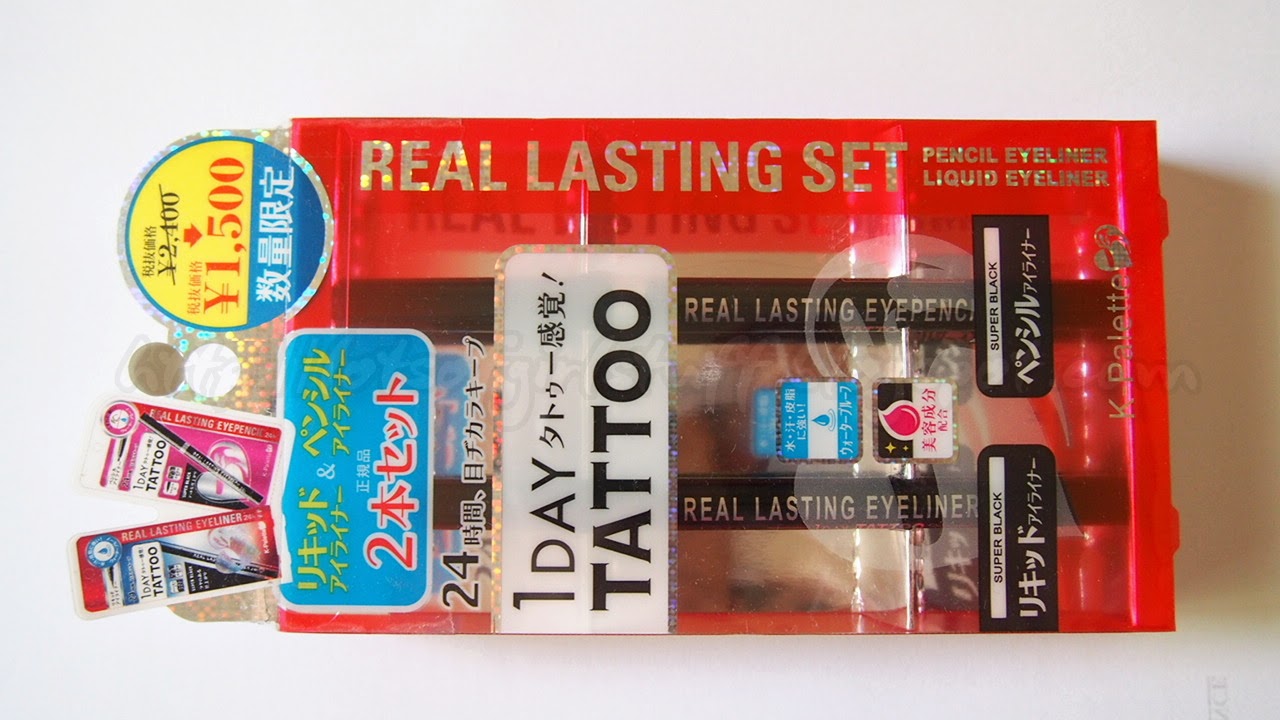 REAL LASTING SET
PENCIL EYELINER
LIQUID EYELINER
税抜価格
¥2,400
税抜価格
¥1,500
数量限定
リキッド & ペンシル
アイライナー アイライナー
正規品
2本セット
24時間、目ヂカラキープ
1DAYタトゥー感覚!
TATTOO
REAL LASTING EYEPENC
REAL LASTING EYELINER
水・汗・皮脂
に強い!
ウォータープルーフ
美容成分
配合
SUPER BLACK
ペンシルアイライナー
SUPER BLACK
リキッドアイライナー
K-Palette
REAL LASTING EYEPENCIL
1DAY
TATTOO
REAL LASTING EYELINER
1DAY
TATTOO